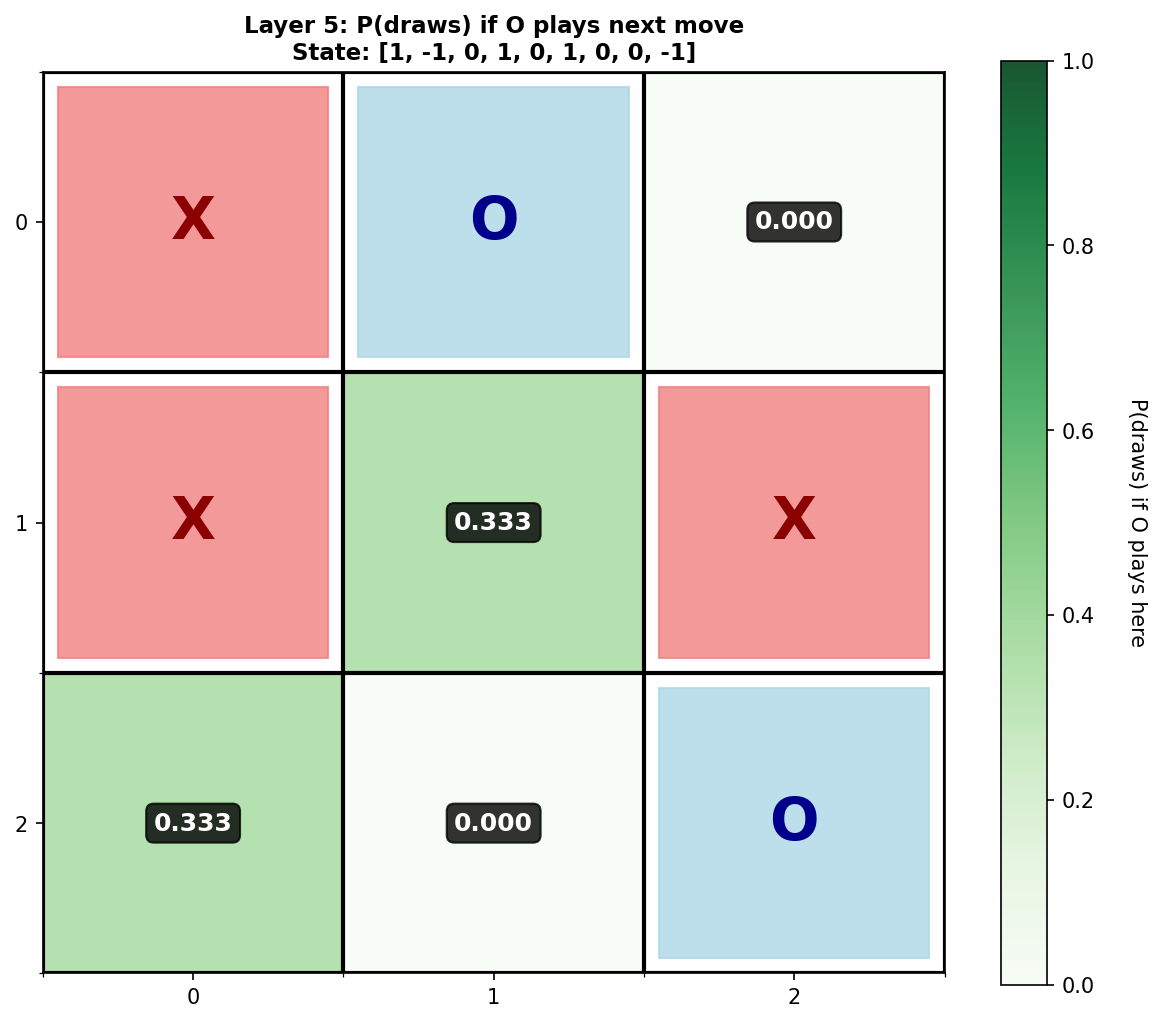 Layer 5: P(draws) if O plays next move
State: [1, -1, 0, 1, 0, 1, 0, 0, -1]
X
O
0.000
X
0.333
X
0.333
0.000
O
0
1
2
0
1
2
1.0
0.8
0.6
0.4
0.2
0.0
P(draws) if O plays here